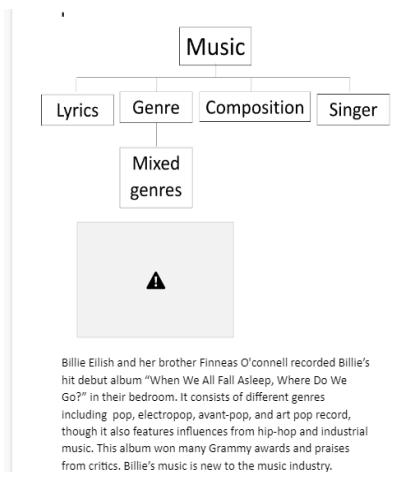 Music
Lyrics
Genre
Composition
Singer
Mixed
genres
Billie Eilish and her brother Finneas O'connell recorded Billie's
hit debut album “When We All Fall Asleep, Where Do We
Go?” in their bedroom. It consists of different genres
including pop, electropop, avant-pop, and art pop record,
though it also features influences from hip-hop and industrial
music. This album won many Grammy awards and praises
from critics. Billie's music is new to the music industry.